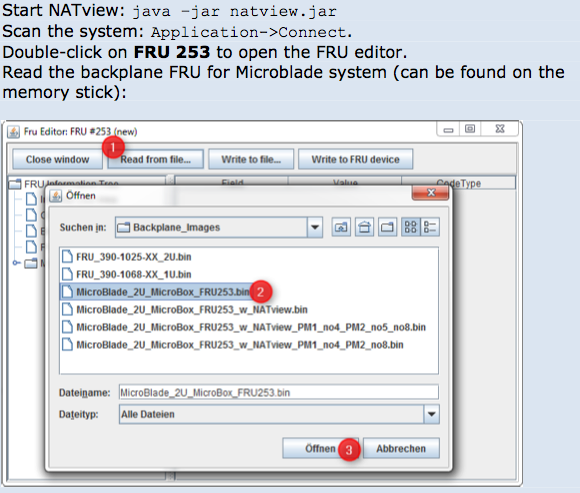 Start NATview: java –jar natview.jar
Scan the system: Application->Connect.
Double-click on FRU 253 to open the FRU editor.
Read the backplane FRU for Microblade system (can be found on the
memory stick):
Fru Editor: FRU #253 (new)
1
Close window Read from file... Write to file... Write to FRU device
FRU Information Tree Field Value CodeType
Öffnen
Suchen in: Backplane_Images
FRU_390-1025-XX_2U.bin
FRU_390-1068-XX_1U.bin
MicroBlade_2U_MicroBox_FRU253.bin 2
MicroBlade_2U_MicroBox_FRU253_w_NATview.bin
MicroBlade_2U_MicroBox_FRU253_w_NATview_PM1_no4_PM2_no5_no8.bin
MicroBlade_2U_MicroBox_FRU253_w_NATview_PM1_no4_PM2_no8.bin
Dateiname: MicroBlade_2U_MicroBox_FRU253.bin
Dateityp: Alle Dateien
Öffnen 3 Abbrechen